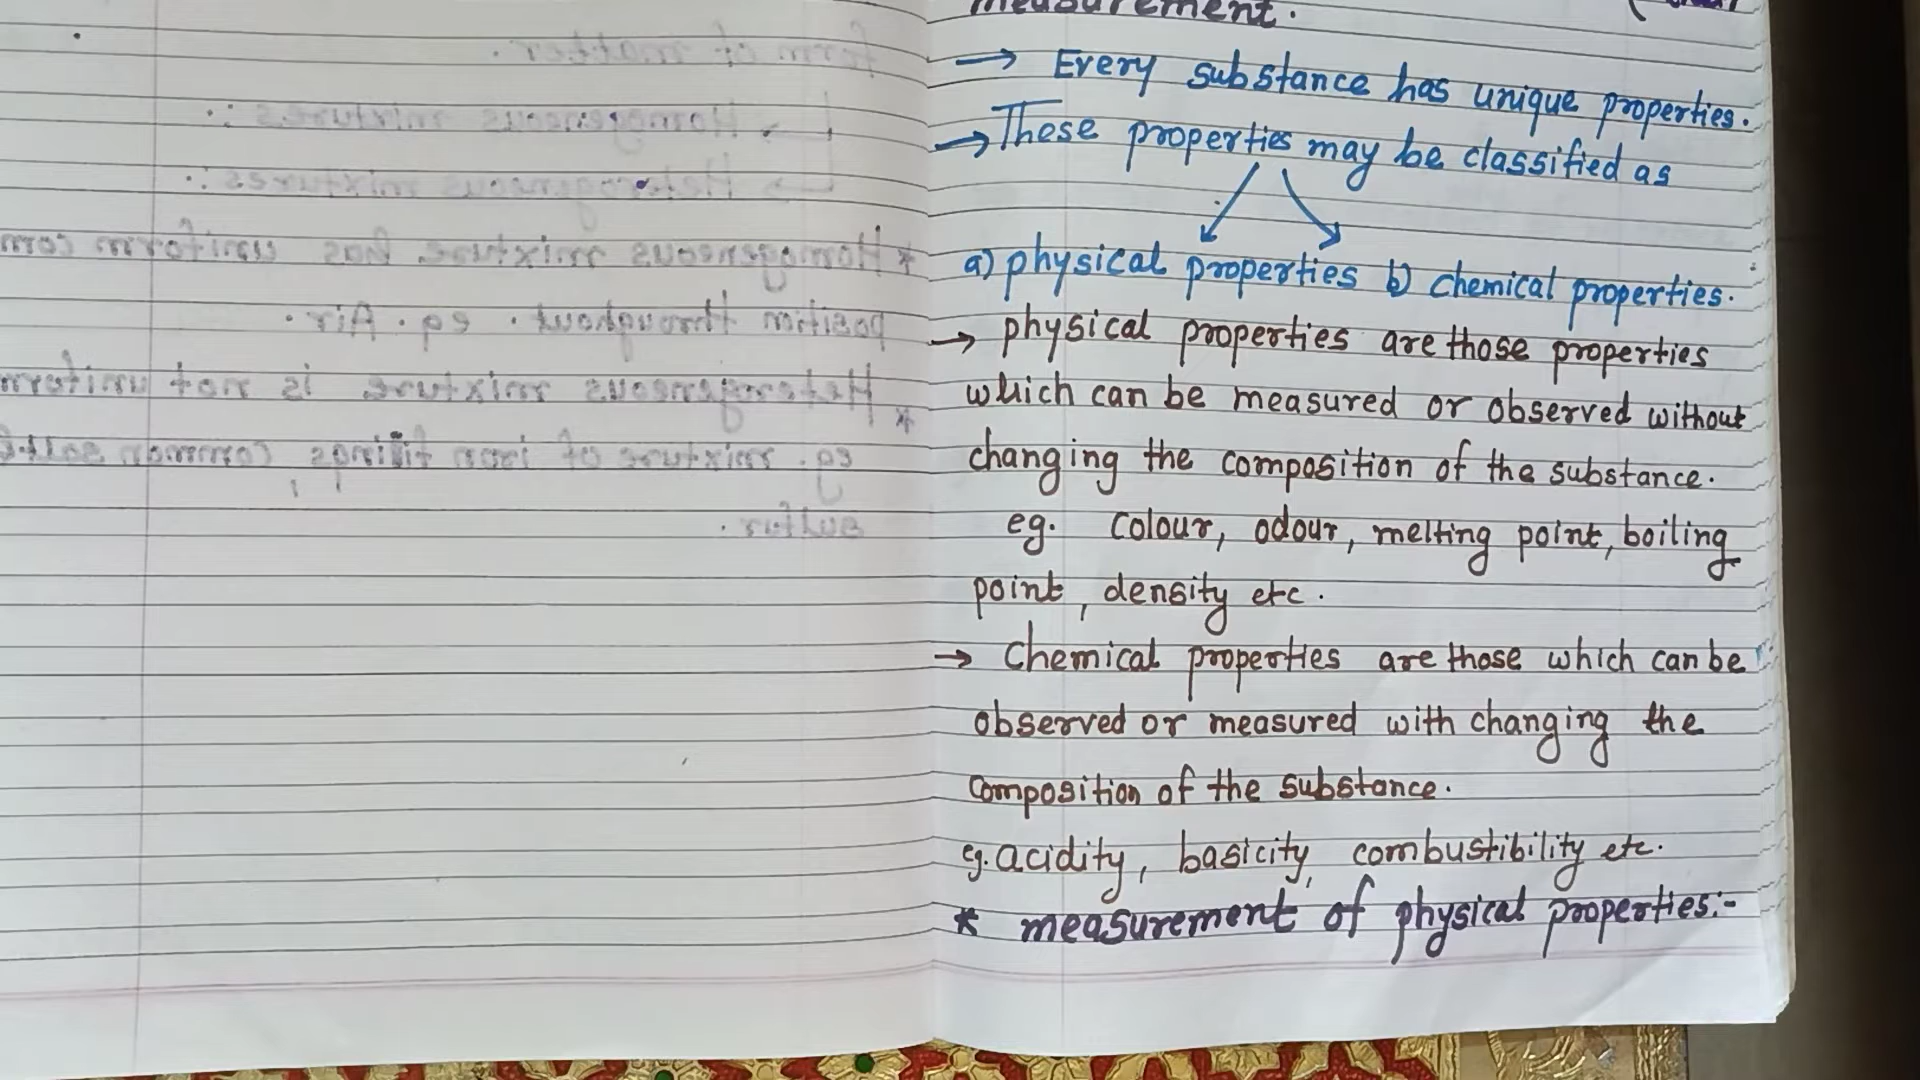 measurement.
→ Every substance has unique properties.
→ These properties may be classified as
a) physical properties b) chemical properties.
→ physical properties are those properties
which can be measured or observed without
changing the composition of the substance.
eg. colour, odour, melting point, boiling
point, density etc.
→ Chemical properties are those which can be
observed or measured with changing the
composition of the substance.
eg. acidity, basicity, combustibility etc.
* measurement of physical properties:-